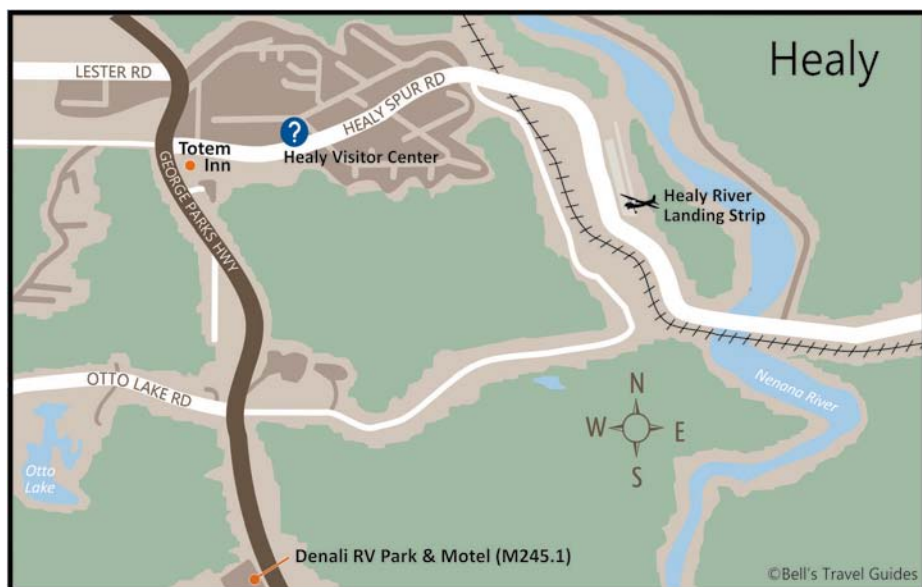 Healy
LESTER RD
HEALY SPUR RD
?
Totem
Inn
Healy Visitor Center
GEORGE PARKS HWY
Healy River
Landing Strip
OTTO LAKE RD
N
W
E
S
Nenana River
Otto
Lake
Denali RV Park & Motel (M245.1)
©Bell's Travel Guides